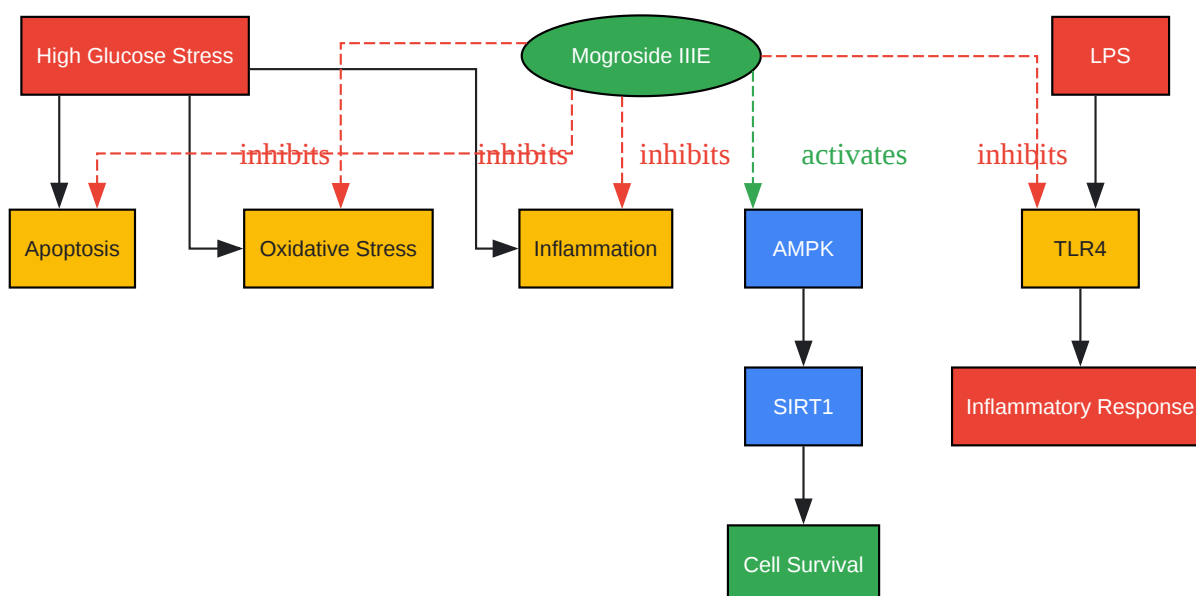 High Glucose Stress
Mogroside IIIE
LPS
inhibits
inhibits
inhibits
activates
inhibits
Apoptosis
Oxidative Stress
Inflammation
AMPK
TLR4
SIRT1
Inflammatory Response
Cell Survival